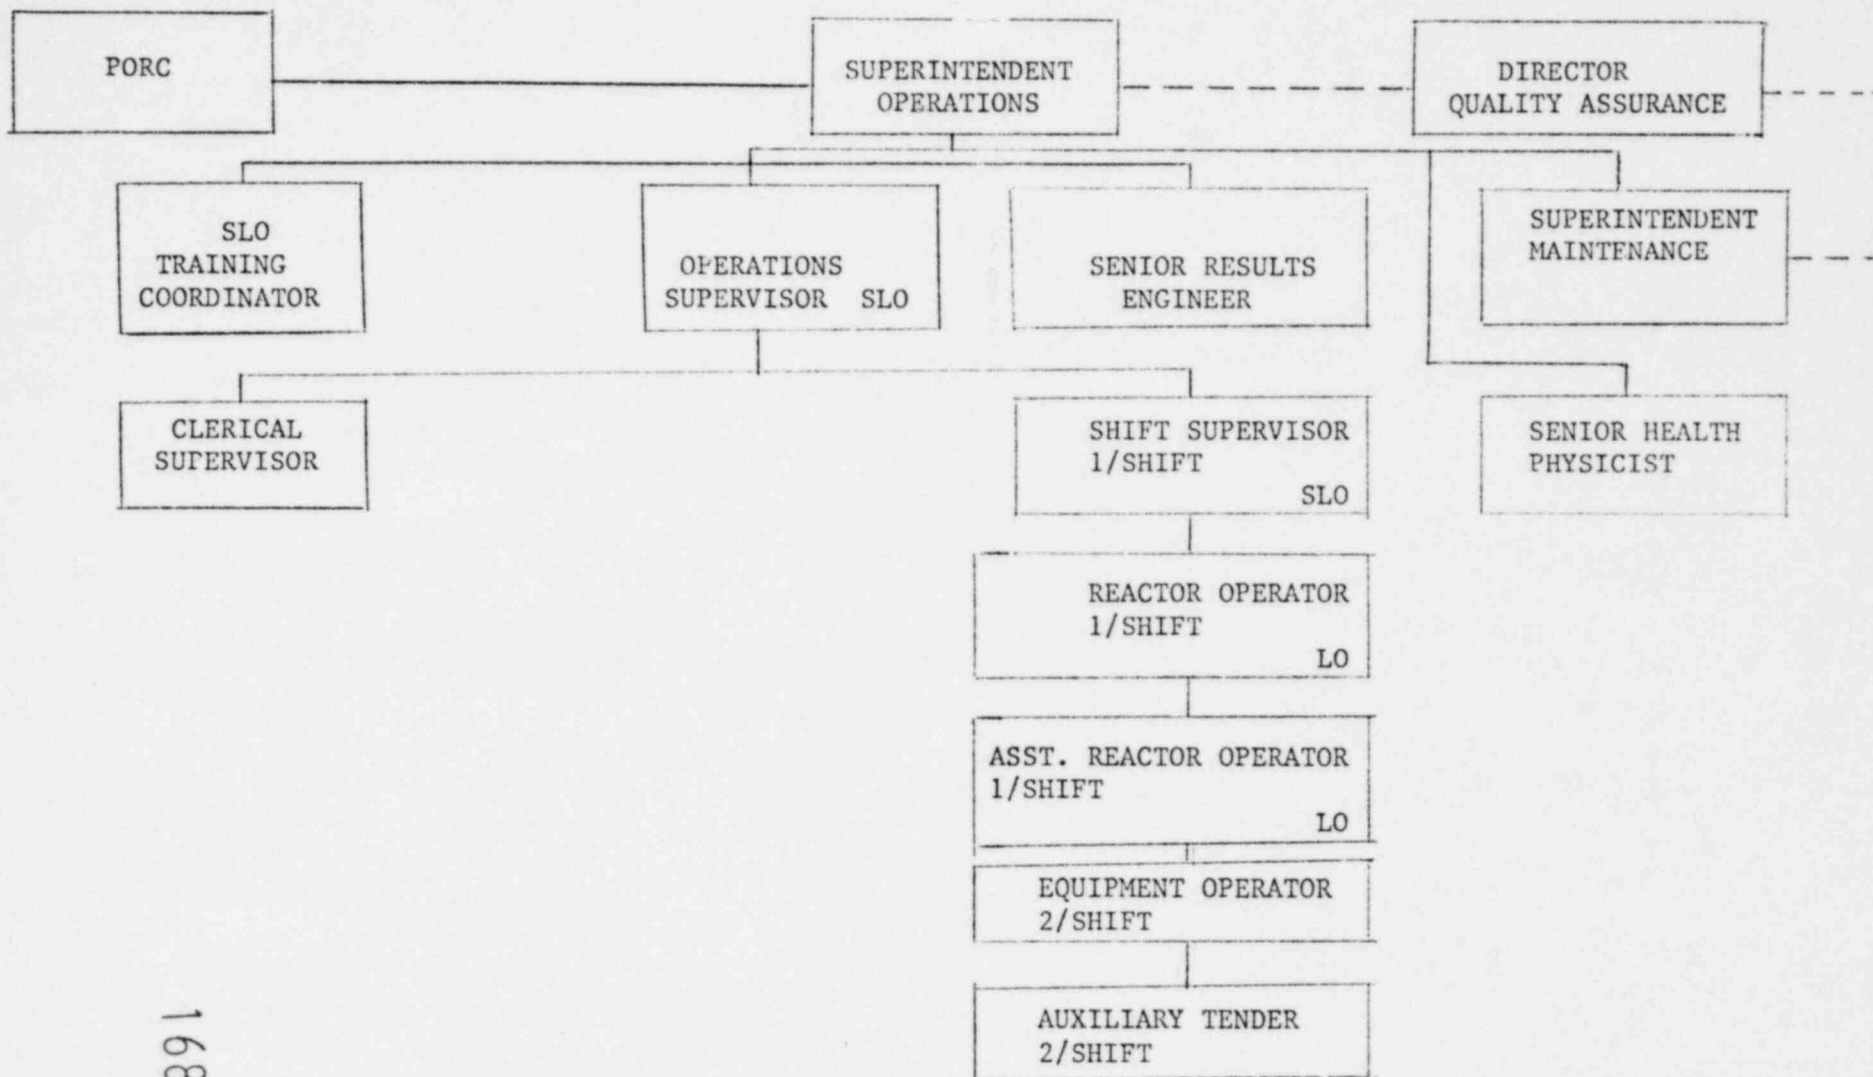 PORC
SUPERINTENDENT
OPERATIONS
DIRECTOR
QUALITY ASSURANCE
SLO
TRAINING
COORDINATOR
OPERATIONS
SUPERVISOR SLO
SENIOR RESULTS
ENGINEER
SUPERINTENDENT
MAINTENANCE
CLERICAL
SUPERVISOR
SHIFT SUPERVISOR
1/SHIFT
SLO
SENIOR HEALTH
PHYSICIST
REACTOR OPERATOR
1/SHIFT
LO
ASST. REACTOR OPERATOR
1/SHIFT
LO
EQUIPMENT OPERATOR
2/SHIFT
AUXILIARY TENDER
2/SHIFT
168